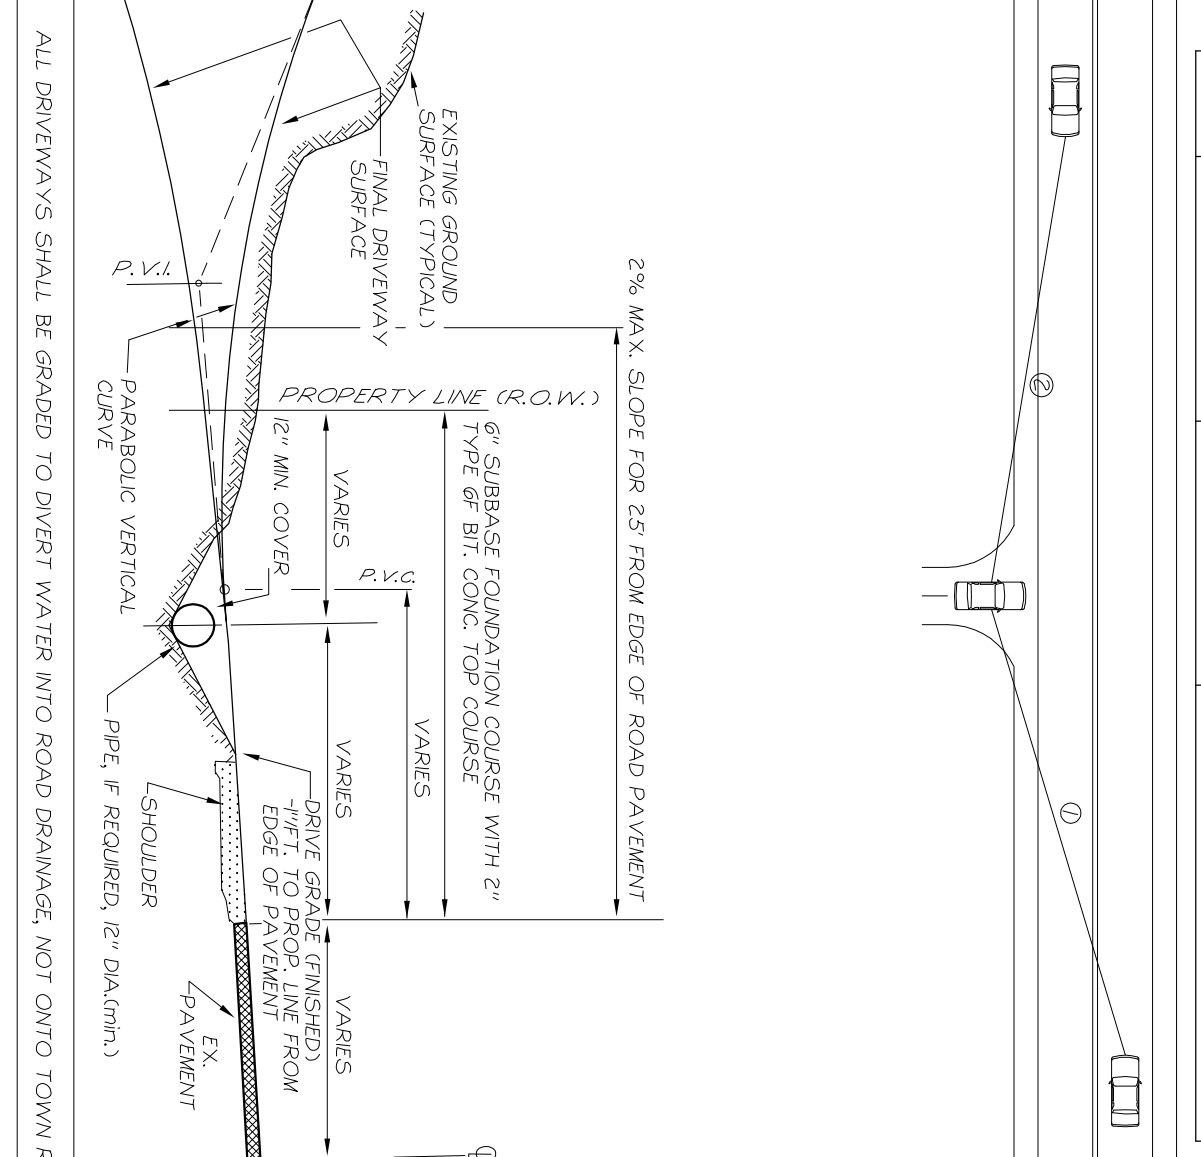 2% MAX. SLOPE FOR 25' FROM EDGE OF ROAD PAVEMENT
6" SUBBASE FOUNDATION COURSE WITH 2"
TYPE 6F BIT. CONC. TOP COURSE
EXISTING GROUND
SURFACE (TYPICAL)
FINAL DRIVEWAY
SURFACE
PROPERTY LINE (R.O.W.)
VARIES
VARIES
VARIES
VARIES
12" MIN. COVER
P.V.C.
P.V.I.
DRIVE GRADE (FINISHED)
-1"/FT. TO PROP. LINE FROM
EDGE OF PAVEMENT
EX.
PAVEMENT
SHOULDER
PARABOLIC VERTICAL
CURVE
PIPE, IF REQUIRED, 12" DIA.(min.)
ALL DRIVEWAYS SHALL BE GRADED TO DIVERT WATER INTO ROAD DRAINAGE, NOT ONTO TOWN
2
1